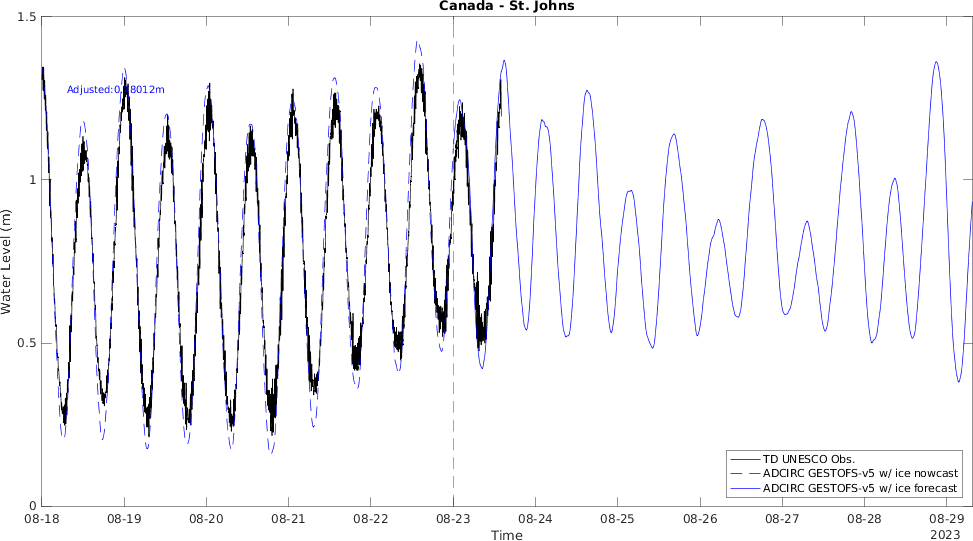 Canada - St. Johns
1.5
Adjusted:0.18012m
1
Water Level (m)
0.5
TD UNESCO Obs.
ADCIRC GESTOFS-v5 w/ ice nowcast
ADCIRC GESTOFS-v5 w/ ice forecast
0
08-18 08-19 08-20 08-21 08-22 08-23 08-24 08-25 08-26 08-27 08-28 08-29
Time 2023